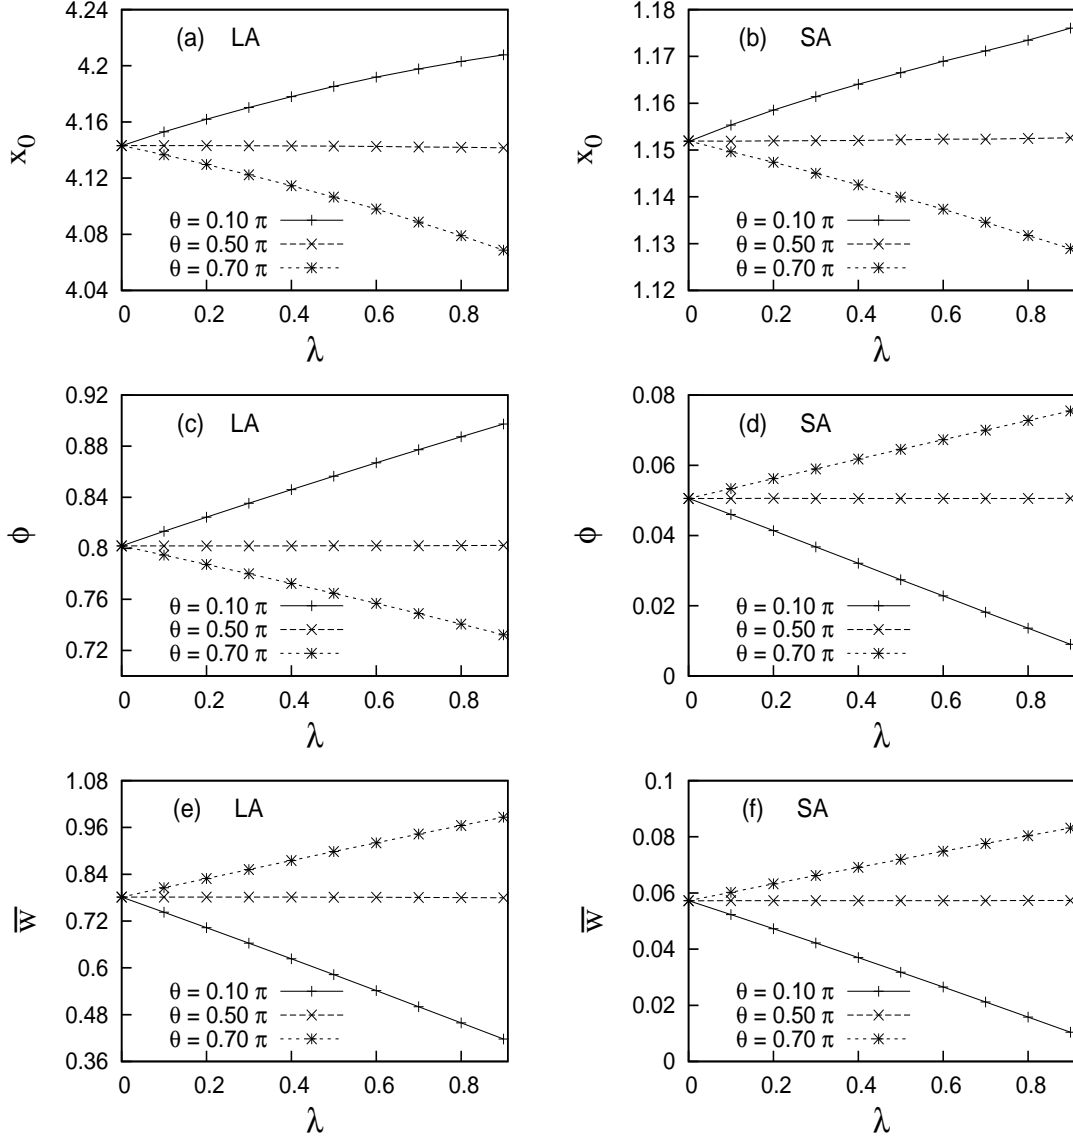 (a) LA
x0
4.24
4.2
4.16
4.12
4.08
4.04
θ = 0.10 π
θ = 0.50 π
θ = 0.70 π
0 0.2 0.4 0.6 0.8
λ
(b) SA
x0
1.18
1.17
1.16
1.15
1.14
1.13
1.12
θ = 0.10 π
θ = 0.50 π
θ = 0.70 π
0 0.2 0.4 0.6 0.8
λ
(c) LA
ϕ
0.92
0.88
0.84
0.8
0.76
0.72
θ = 0.10 π
θ = 0.50 π
θ = 0.70 π
0 0.2 0.4 0.6 0.8
λ
(d) SA
ϕ
0.08
0.06
0.04
0.02
0
θ = 0.10 π
θ = 0.50 π
θ = 0.70 π
0 0.2 0.4 0.6 0.8
λ
(e) LA
w̅
1.08
0.96
0.84
0.72
0.6
0.48
0.36
θ = 0.10 π
θ = 0.50 π
θ = 0.70 π
0 0.2 0.4 0.6 0.8
λ
(f) SA
w̅
0.1
0.08
0.06
0.04
0.02
0
θ = 0.10 π
θ = 0.50 π
θ = 0.70 π
0 0.2 0.4 0.6 0.8
λ